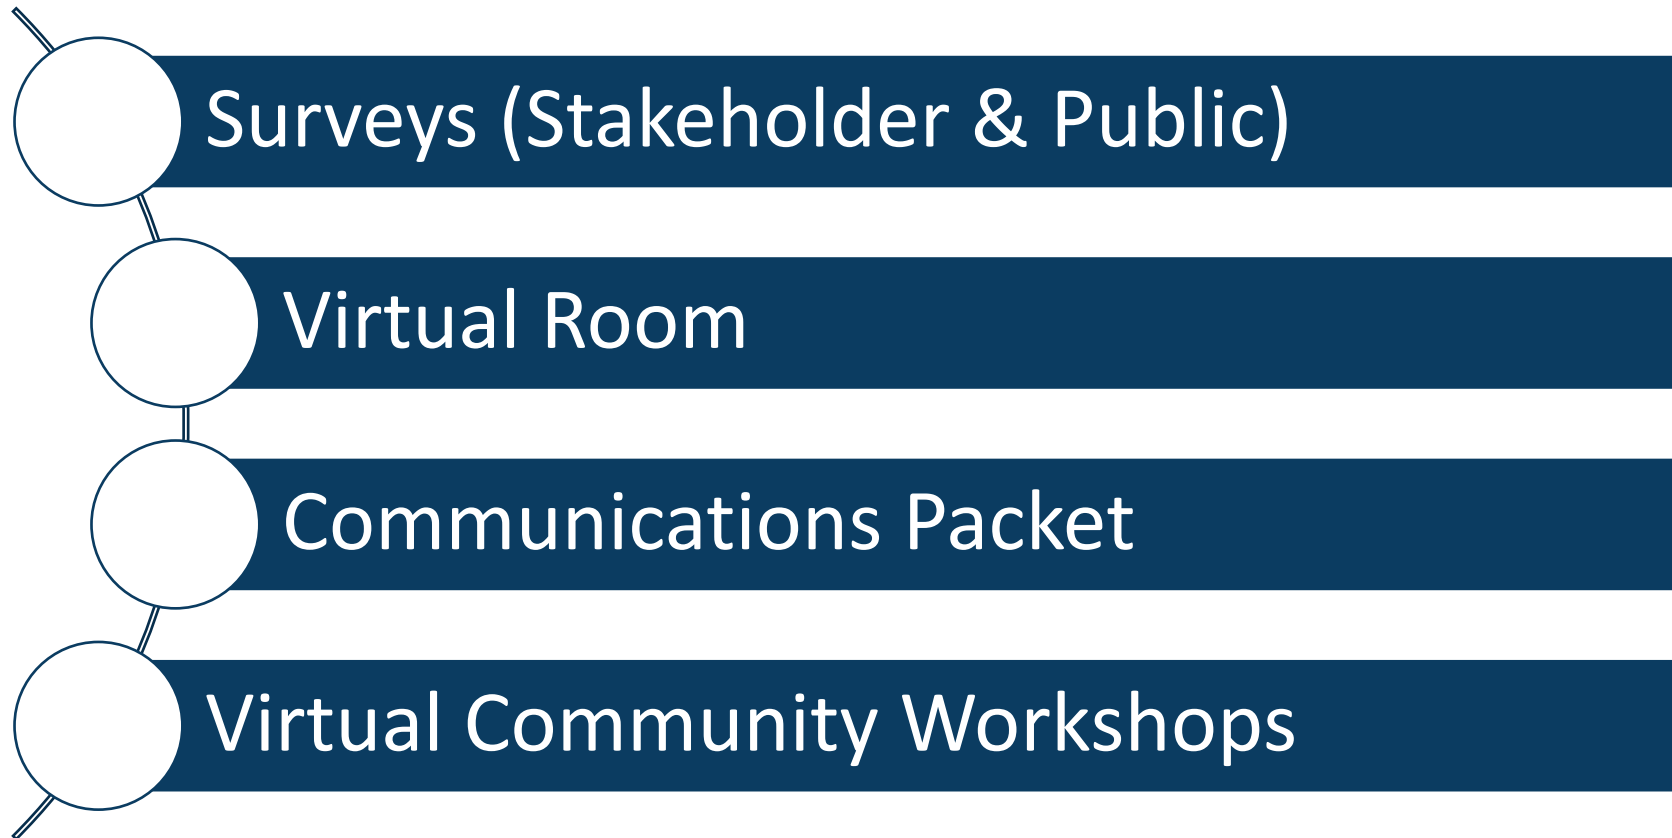 Surveys (Stakeholder & Public)
Virtual Room
Communications Packet
Virtual Community Workshops